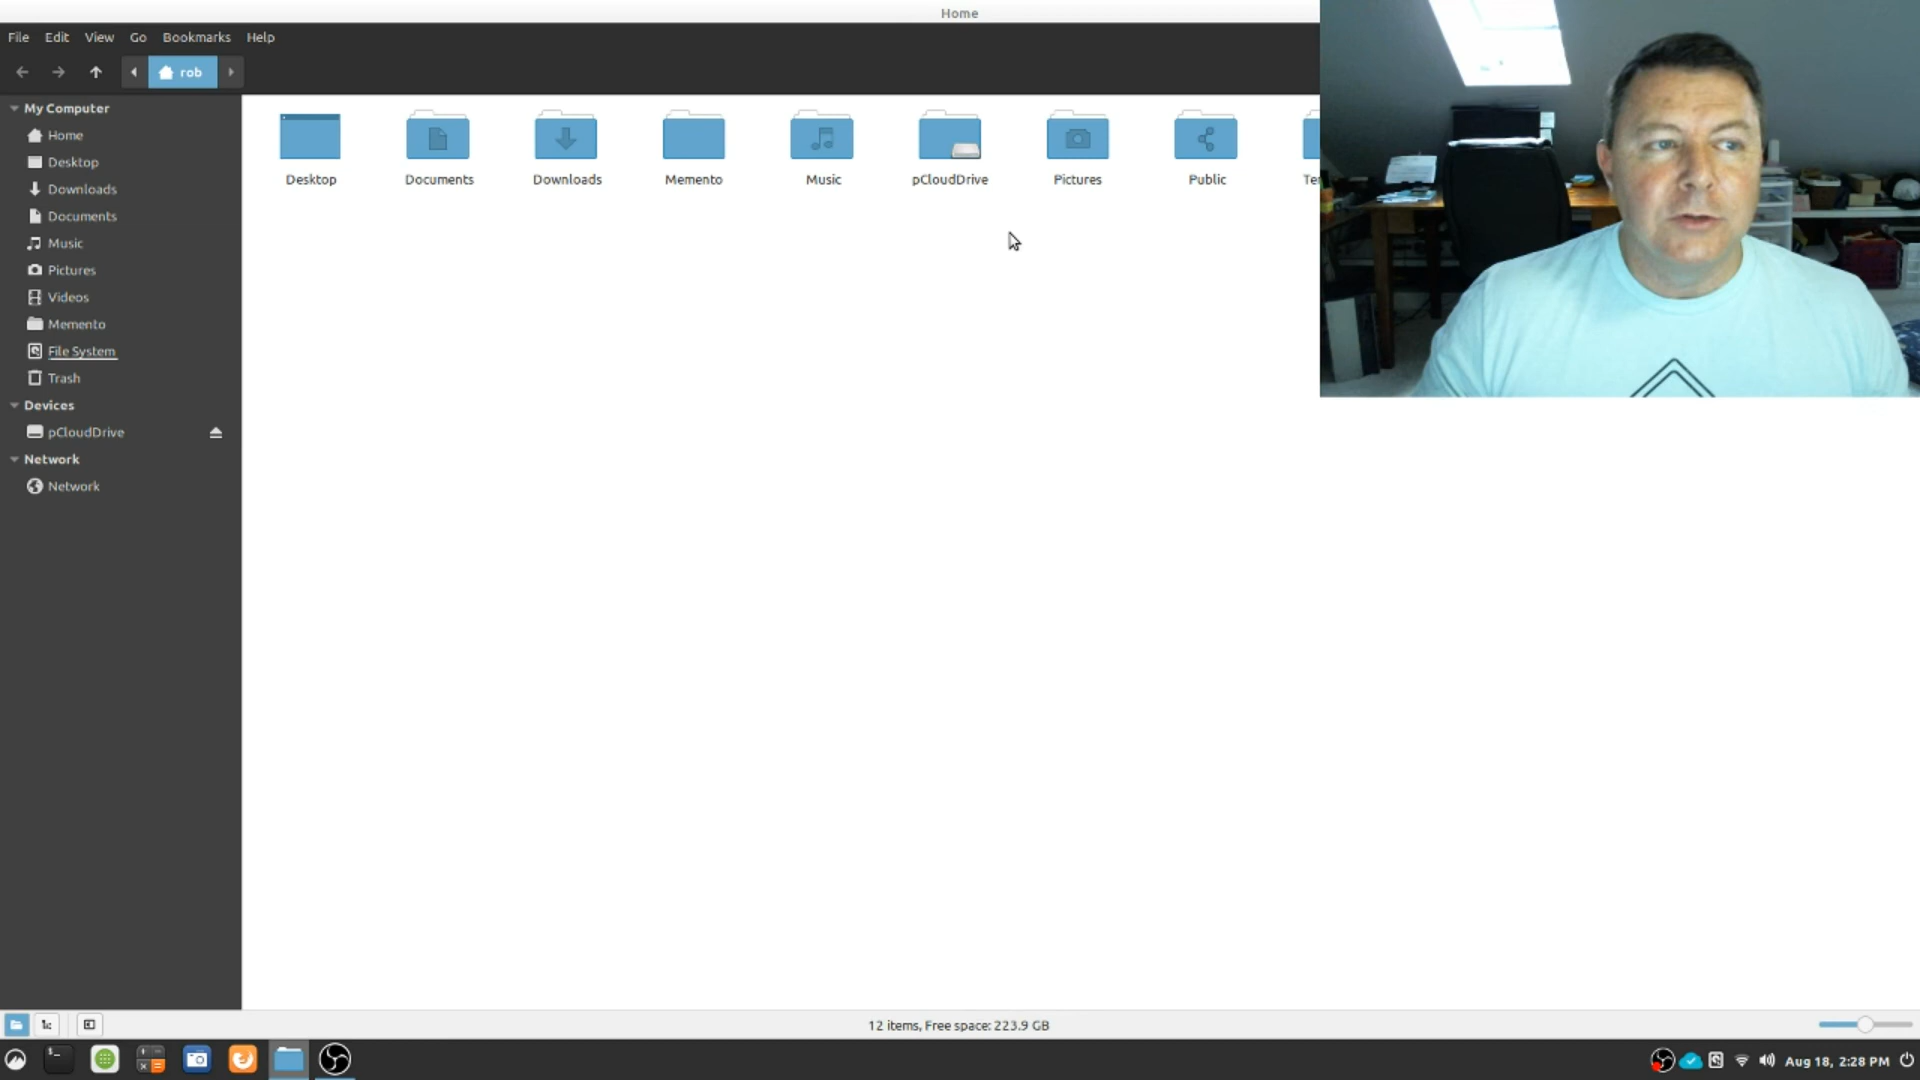 Home
File Edit View Go Bookmarks Help
rob
My Computer
Home
Desktop
Downloads
Documents
Music
Pictures
Videos
Memento
File System
Trash
Devices
pCloudDrive
Network
Network
Desktop Documents Downloads Memento Music pCloudDrive Pictures Public
12 items, Free space: 223.9 GB
Aug 18, 2:28 PM